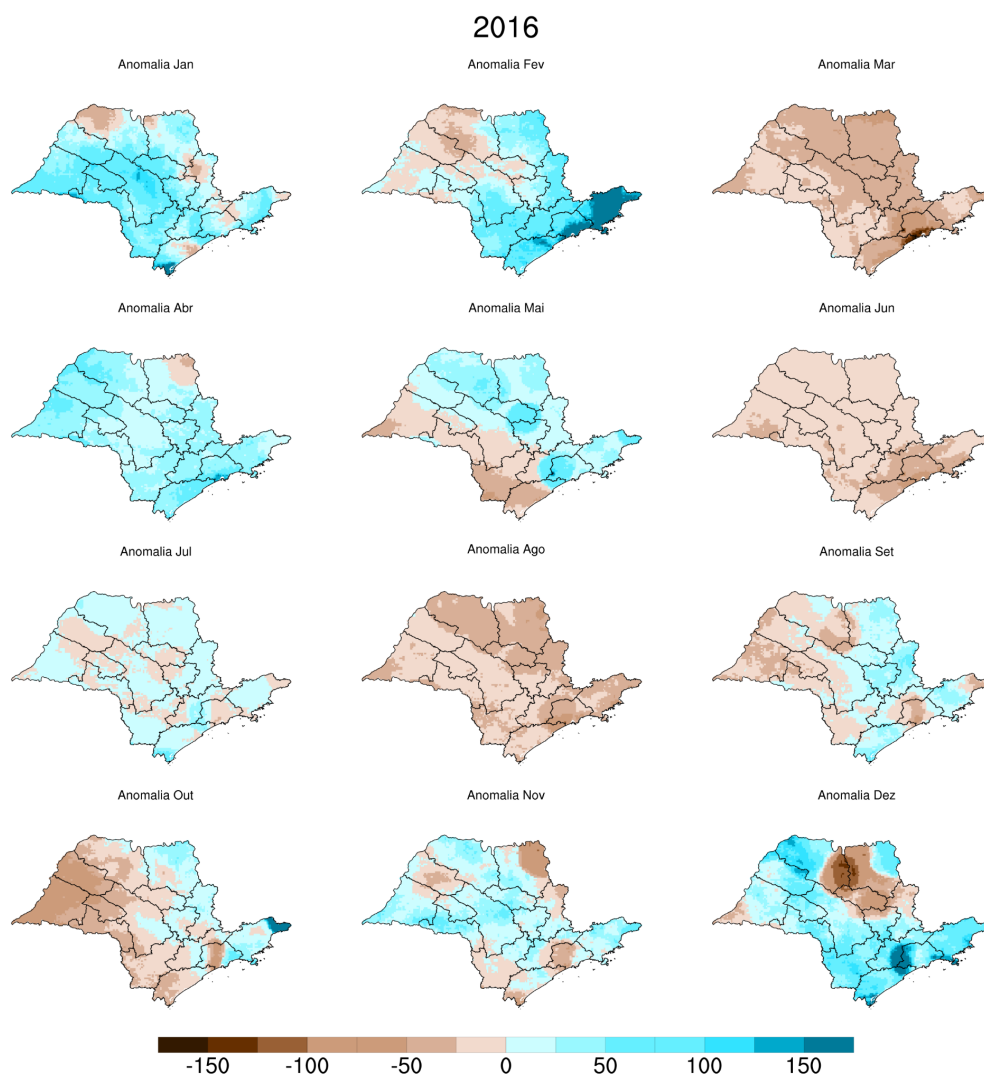 2016
Anomalia Jan
Anomalia Fev
Anomalia Mar
Anomalia Abr
Anomalia Mai
Anomalia Jun
Anomalia Jul
Anomalia Ago
Anomalia Set
Anomalia Out
Anomalia Nov
Anomalia Dez
-150 -100 -50 0 50 100 150